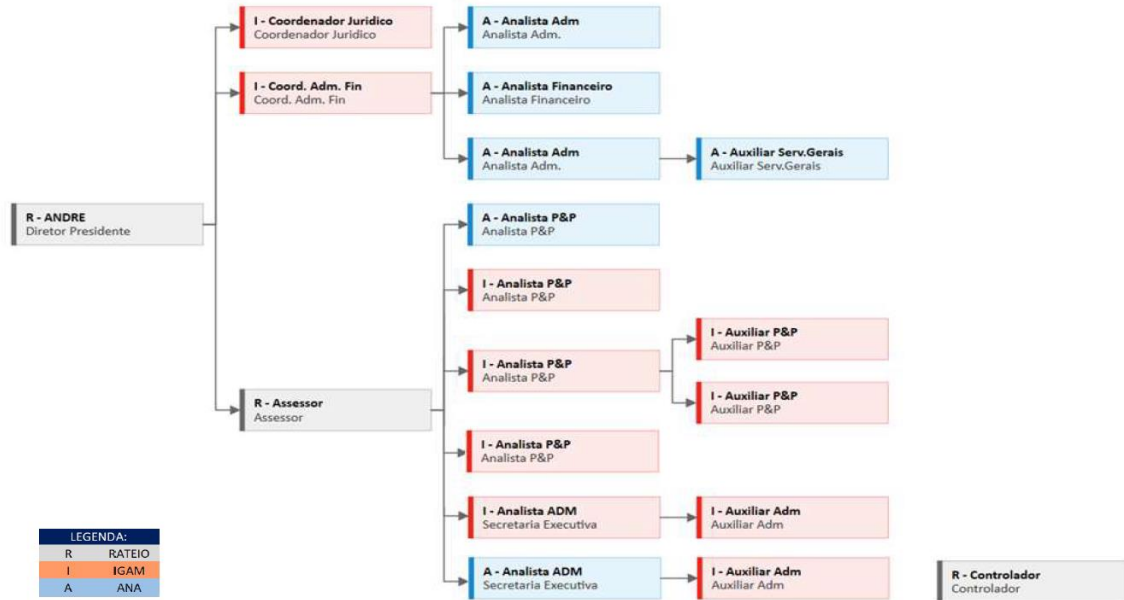 I - Coordenador Juridico
Coordenador Juridico
A - Analista Adm
Analista Adm.
I - Coord. Adm. Fin
Coord. Adm. Fin
A - Analista Financeiro
Analista Financeiro
A - Analista Adm
Analista Adm.
A - Auxiliar Serv.Gerais
Auxiliar Serv.Gerais
R - ANDRE
Diretor Presidente
A - Analista P&P
Analista P&P
I - Analista P&P
Analista P&P
I - Analista P&P
Analista P&P
I - Auxiliar P&P
Auxiliar P&P
I - Auxiliar P&P
Auxiliar P&P
R - Assessor
Assessor
I - Analista P&P
Analista P&P
I - Analista ADM
Secretaria Executiva
I - Auxiliar Adm
Auxiliar Adm
A - Analista ADM
Secretaria Executiva
I - Auxiliar Adm
Auxiliar Adm
R - Controlador
Controlador
LEGENDA:
R RATEIO
I IGAM
A ANA